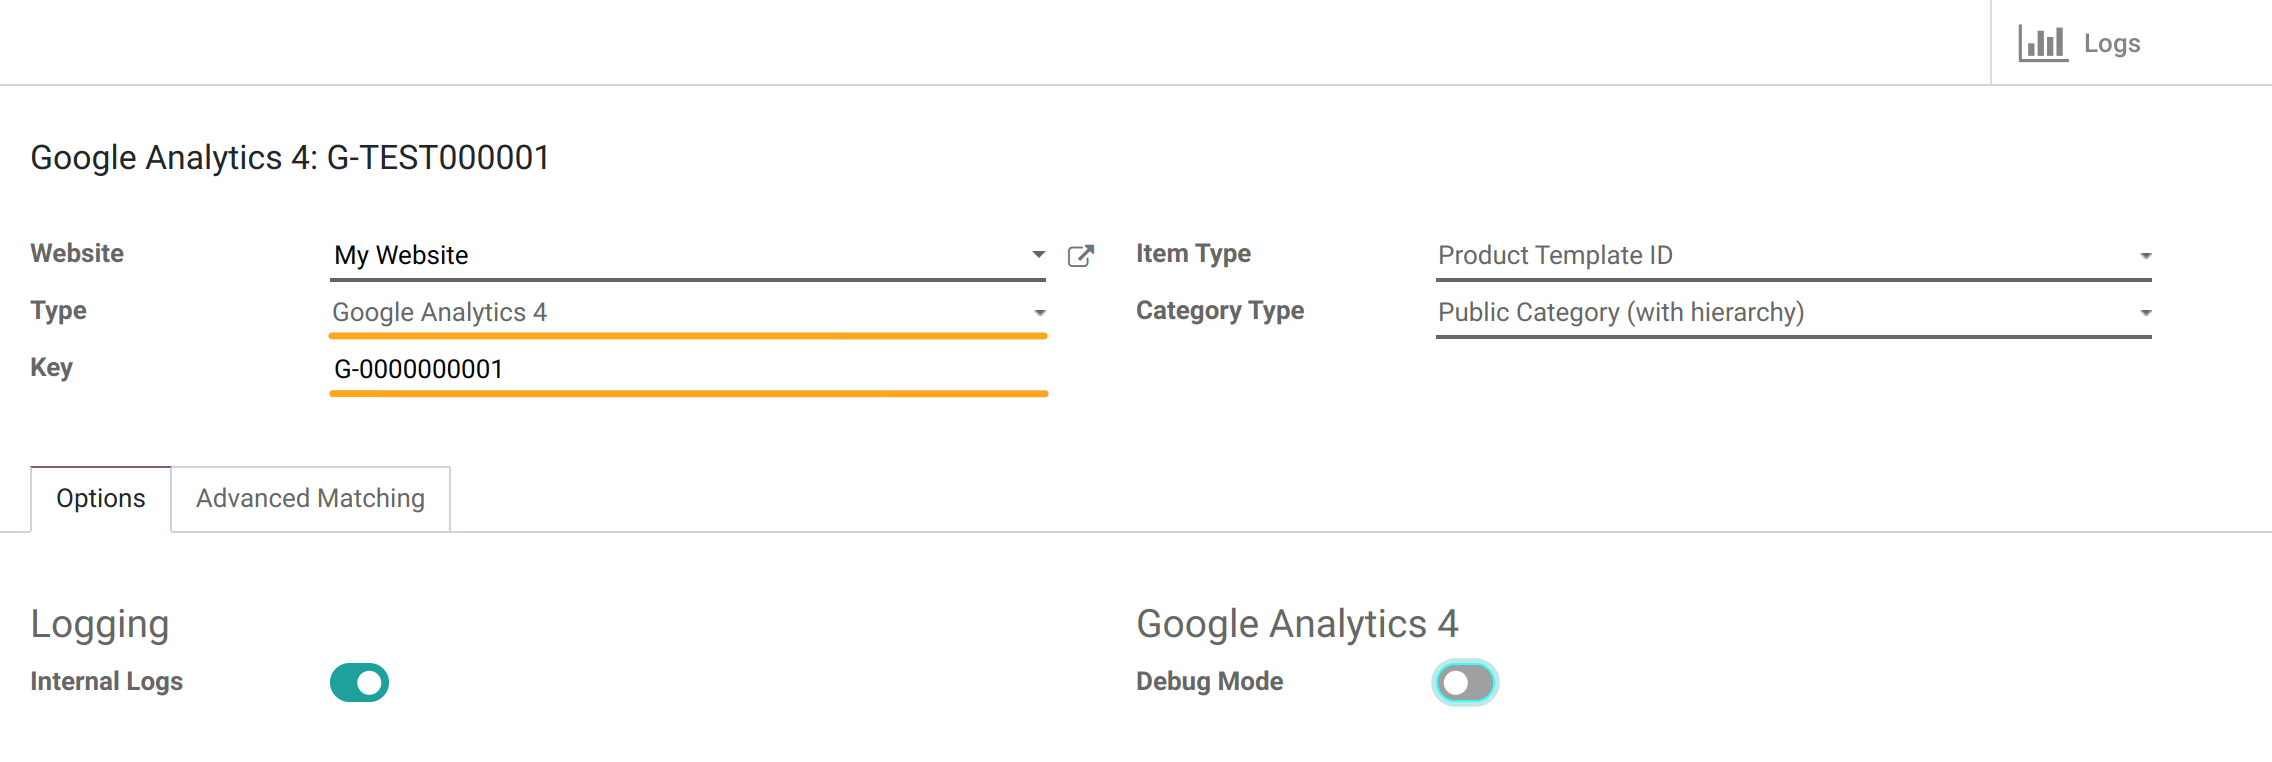 Logs
Google Analytics 4: G-TEST000001
Website My Website Item Type Product Template ID
Type Google Analytics 4 Category Type Public Category (with hierarchy)
Key G-0000000001
Options Advanced Matching
Logging Google Analytics 4
Internal Logs Debug Mode